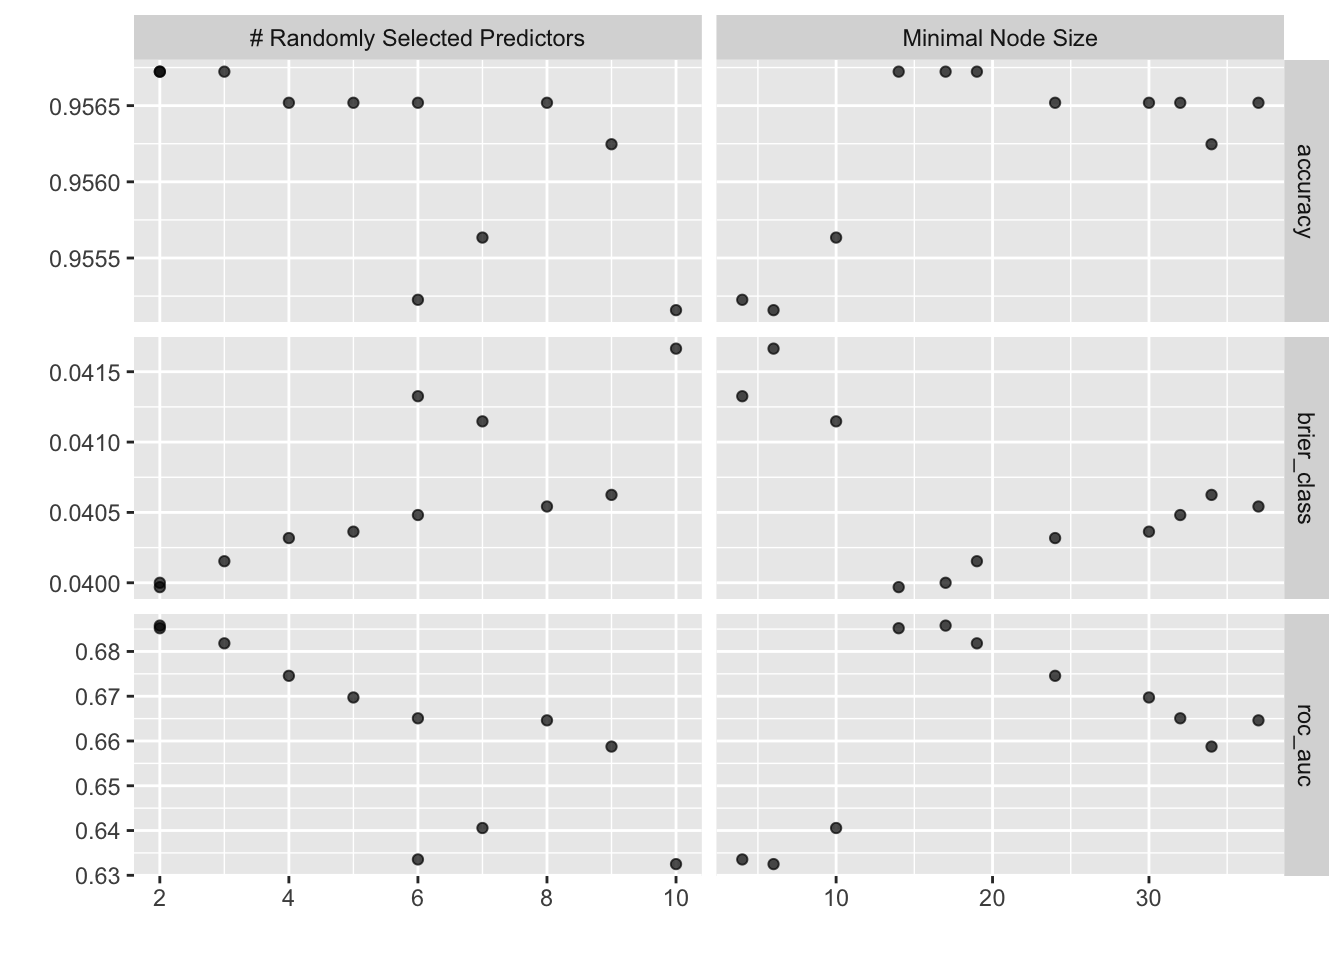 # Randomly Selected Predictors
Minimal Node Size
0.9565
0.9560
0.9555
accuracy
0.0415
0.0410
0.0405
0.0400
brier_class
0.68
0.67
0.66
0.65
0.64
0.63
roc_auc
2 4 6 8 10
10 20 30